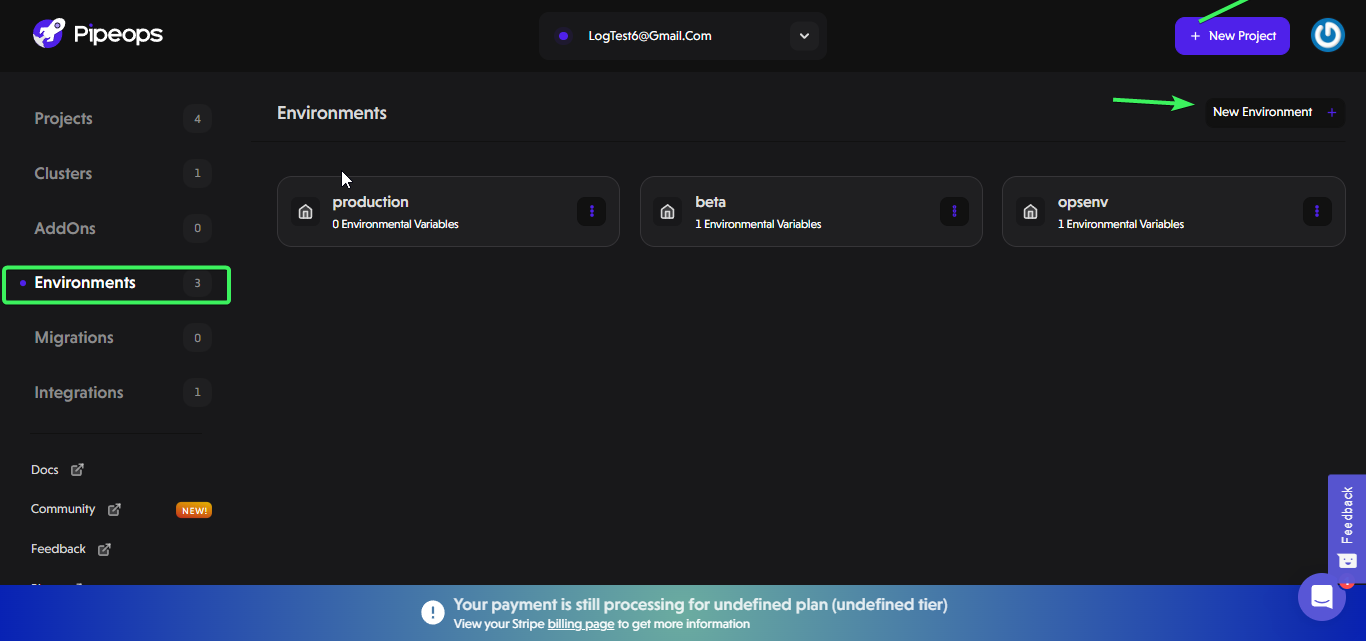 Pipeops
LogTest6@Gmail.Com
+ New Project
Projects 4
Clusters 1
AddOns 0
Environments 3
Migrations 0
Integrations 1
Docs
Community NEW!
Feedback
Environments
New Environment +
production
0 Environmental Variables
beta
1 Environmental Variables
opsenv
1 Environmental Variables
Feedback
Your payment is still processing for undefined plan (undefined tier)
View your Stripe billing page to get more information